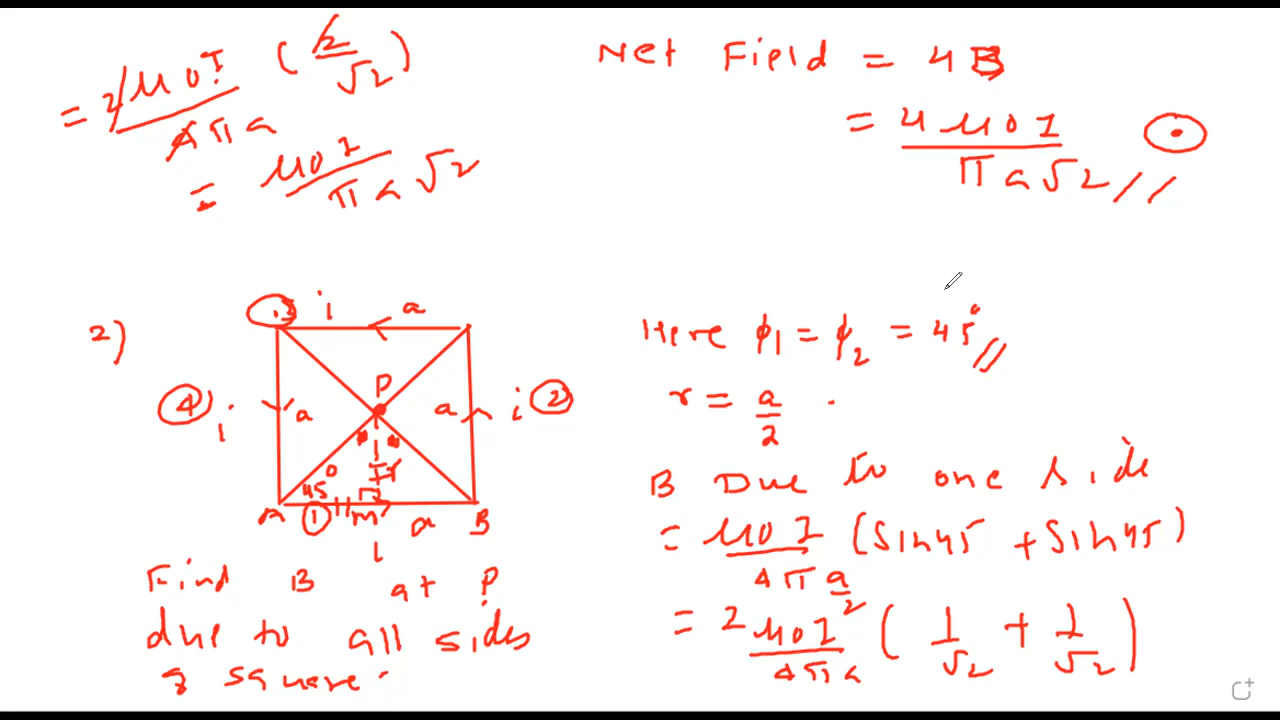 = 2μ0I/4πa (2/√2)
= μ0I/πa √2
Net Field = 4B
= 4μ0I/πa√2 //
2)
i a
3
4 i a
P
a i 2
r
45°
A 1 M a B
i
Find B at P
due to all sides
of square.
Here φ1 = φ2 = 45° //
r = a/2 .
B Due to one side
= μ0I/4π a/2 (Sin45 + Sin45)
= 2μ0I/4πa (1/√2 + 1/√2)